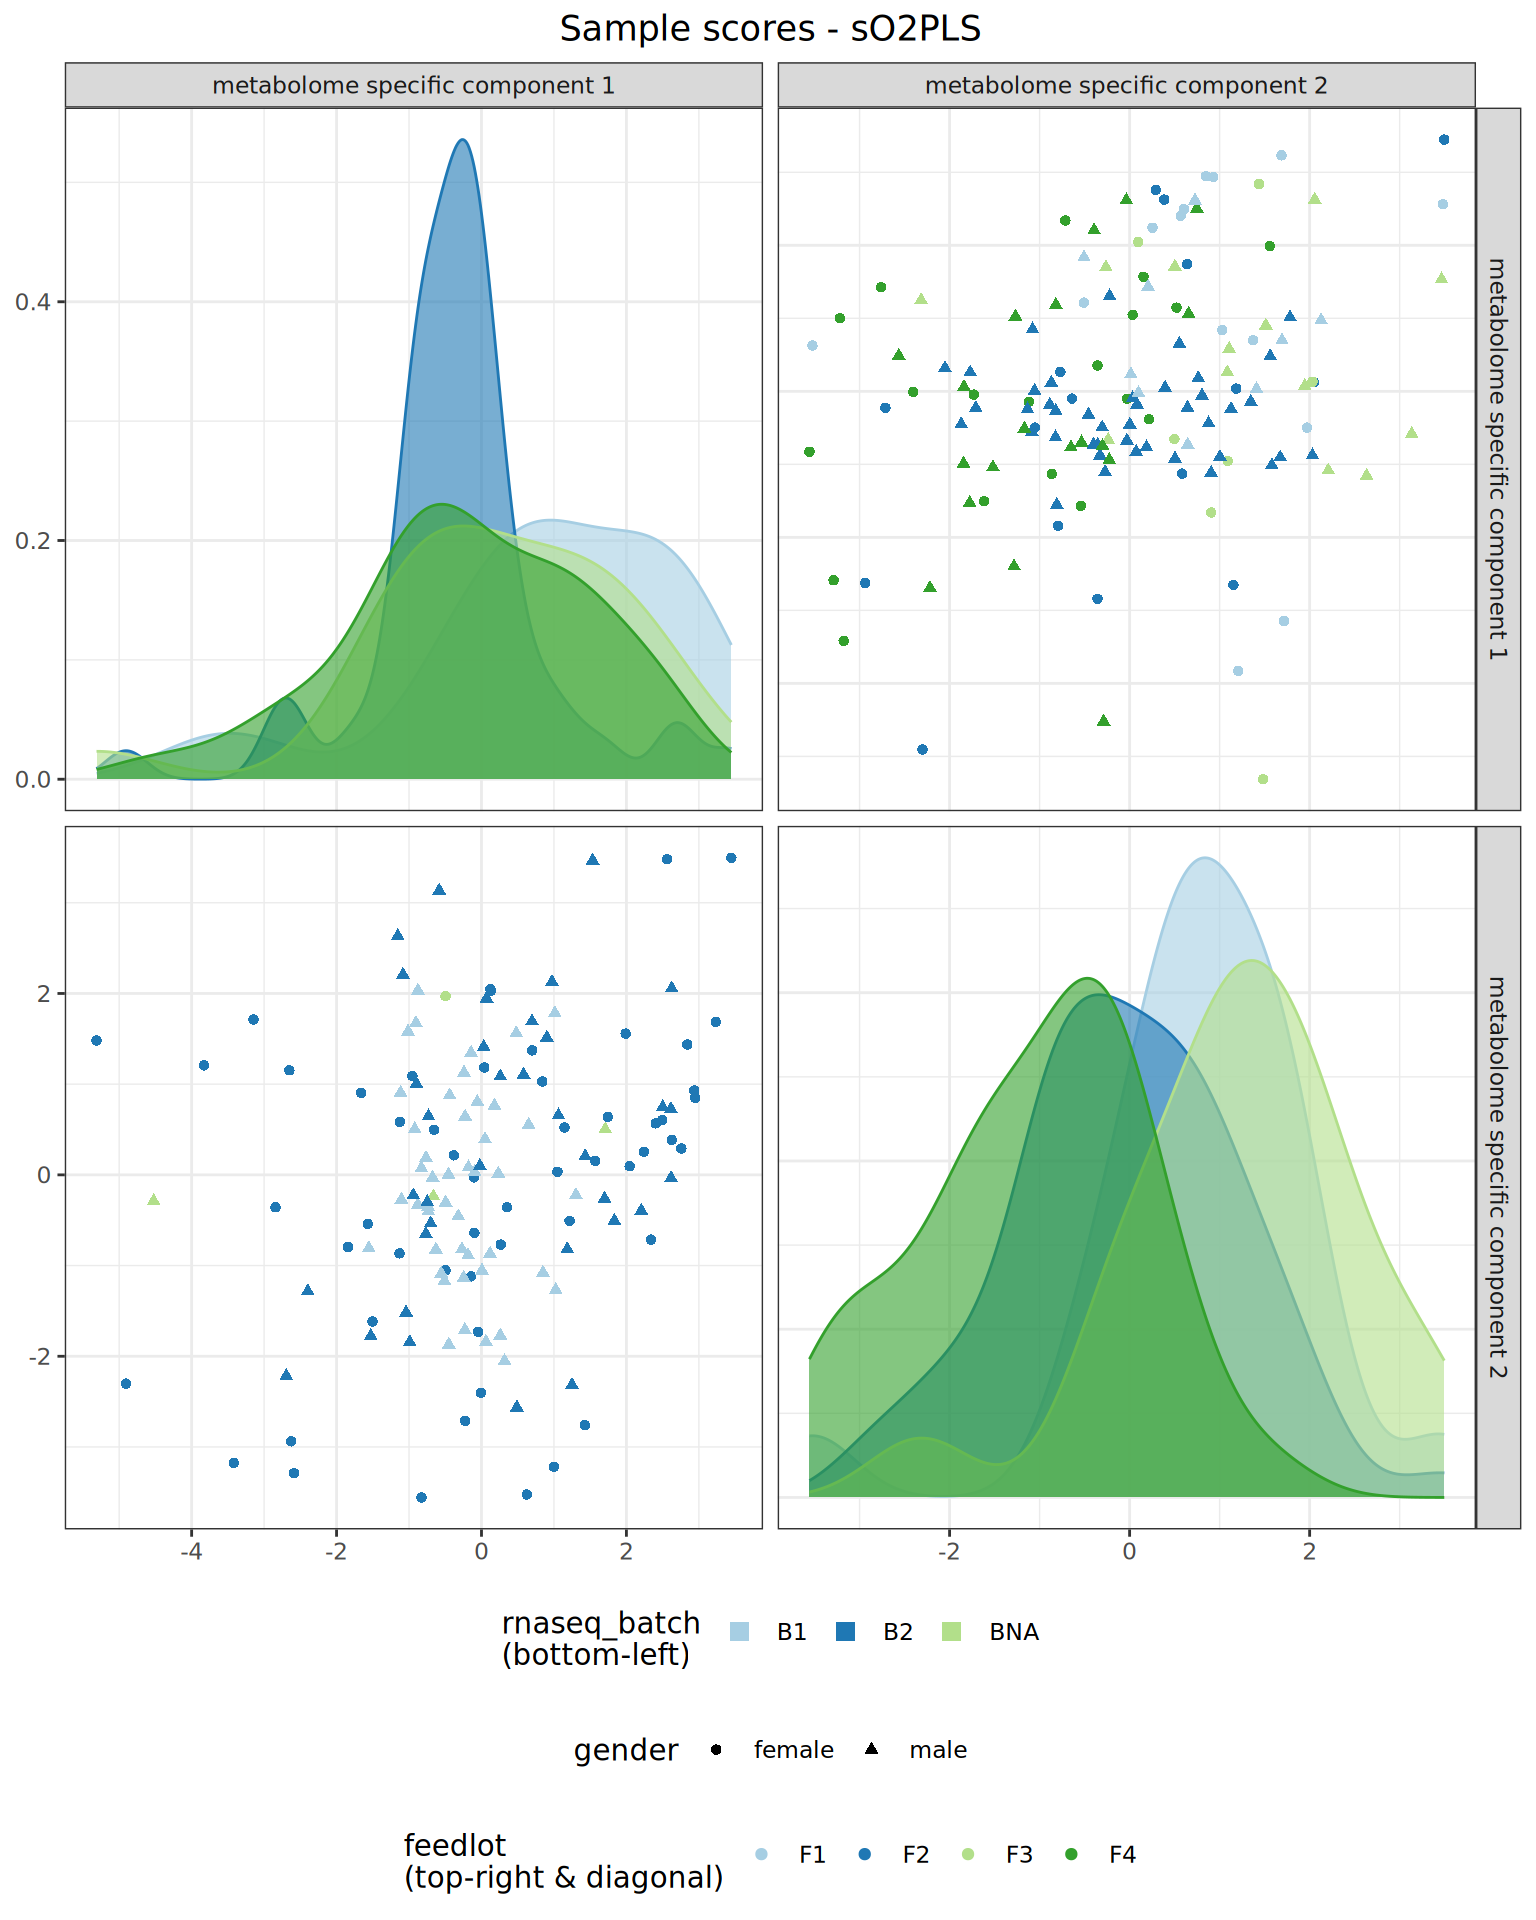 Sample scores - sO2PLS
metabolome specific component 1
metabolome specific component 2
0.4
0.2
0.0
metabolome specific component 1
2
0
-2
metabolome specific component 2
-4 -2 0 2
-2 0 2
rnaseq_batch
(bottom-left)
B1 B2 BNA
gender female male
feedlot
(top-right & diagonal)
F1 F2 F3 F4